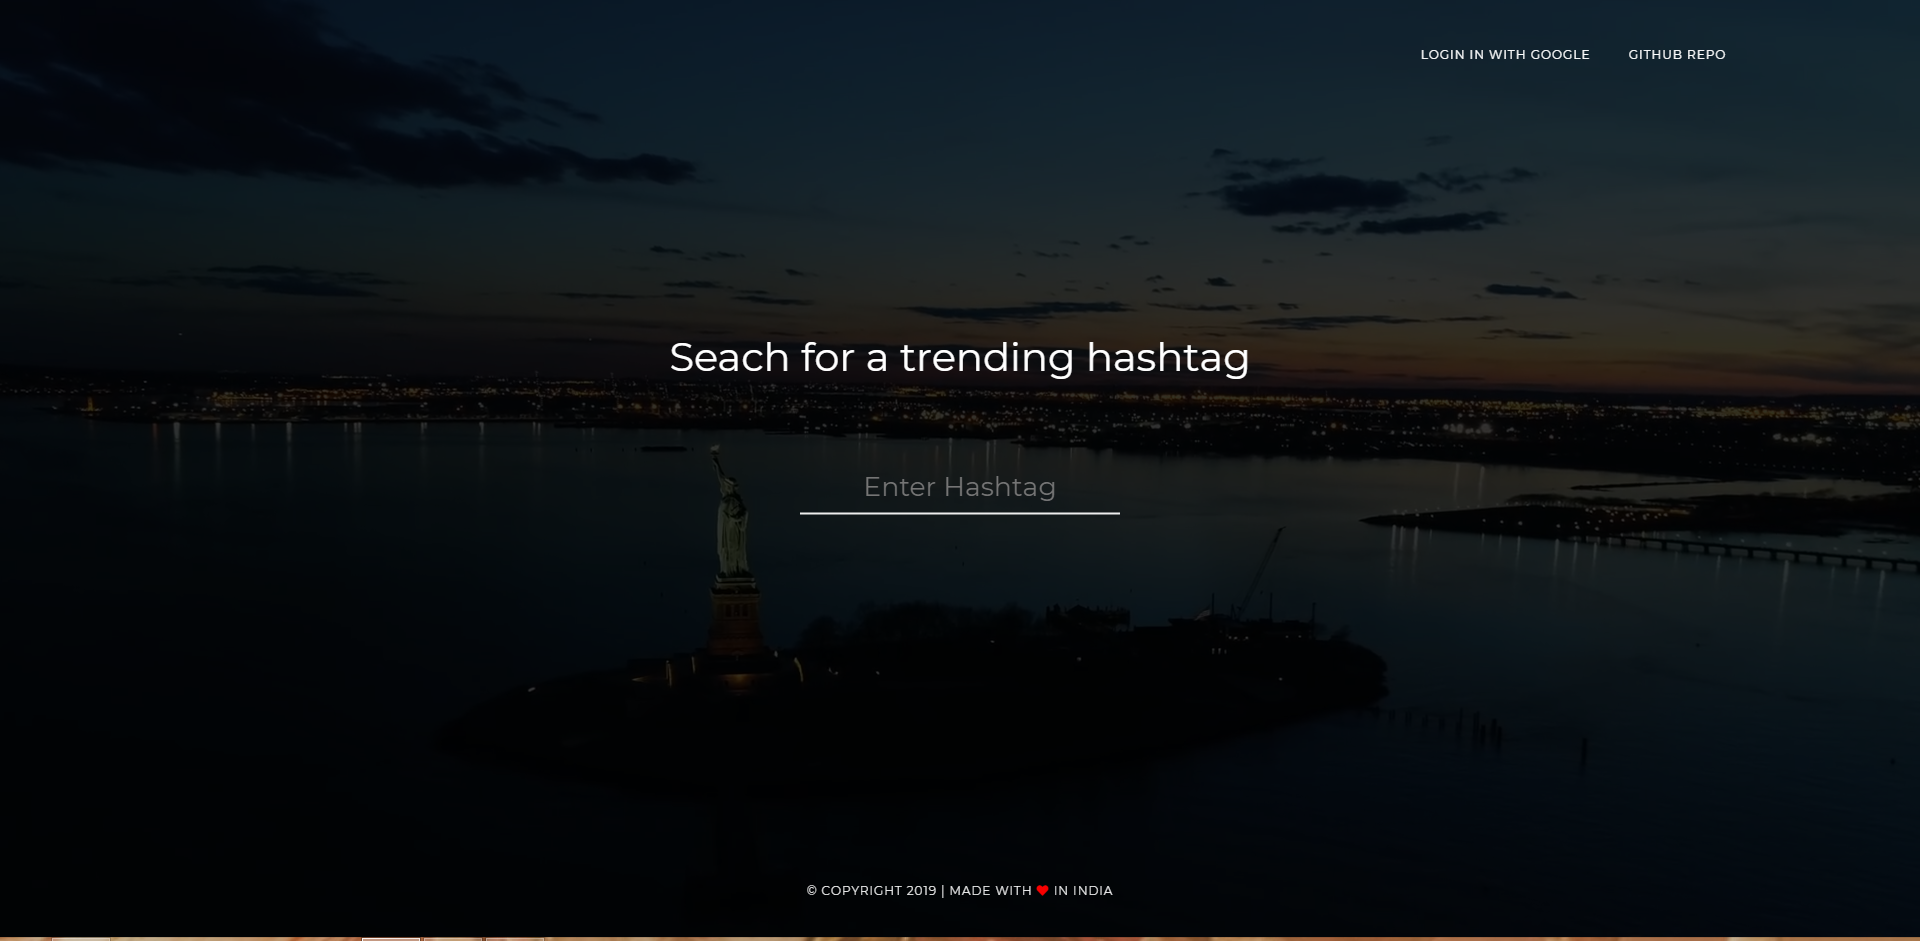 LOGIN IN WITH GOOGLE GITHUB REPO
Seach for a trending hashtag
Enter Hashtag
© COPYRIGHT 2019 | MADE WITH ❤ IN INDIA